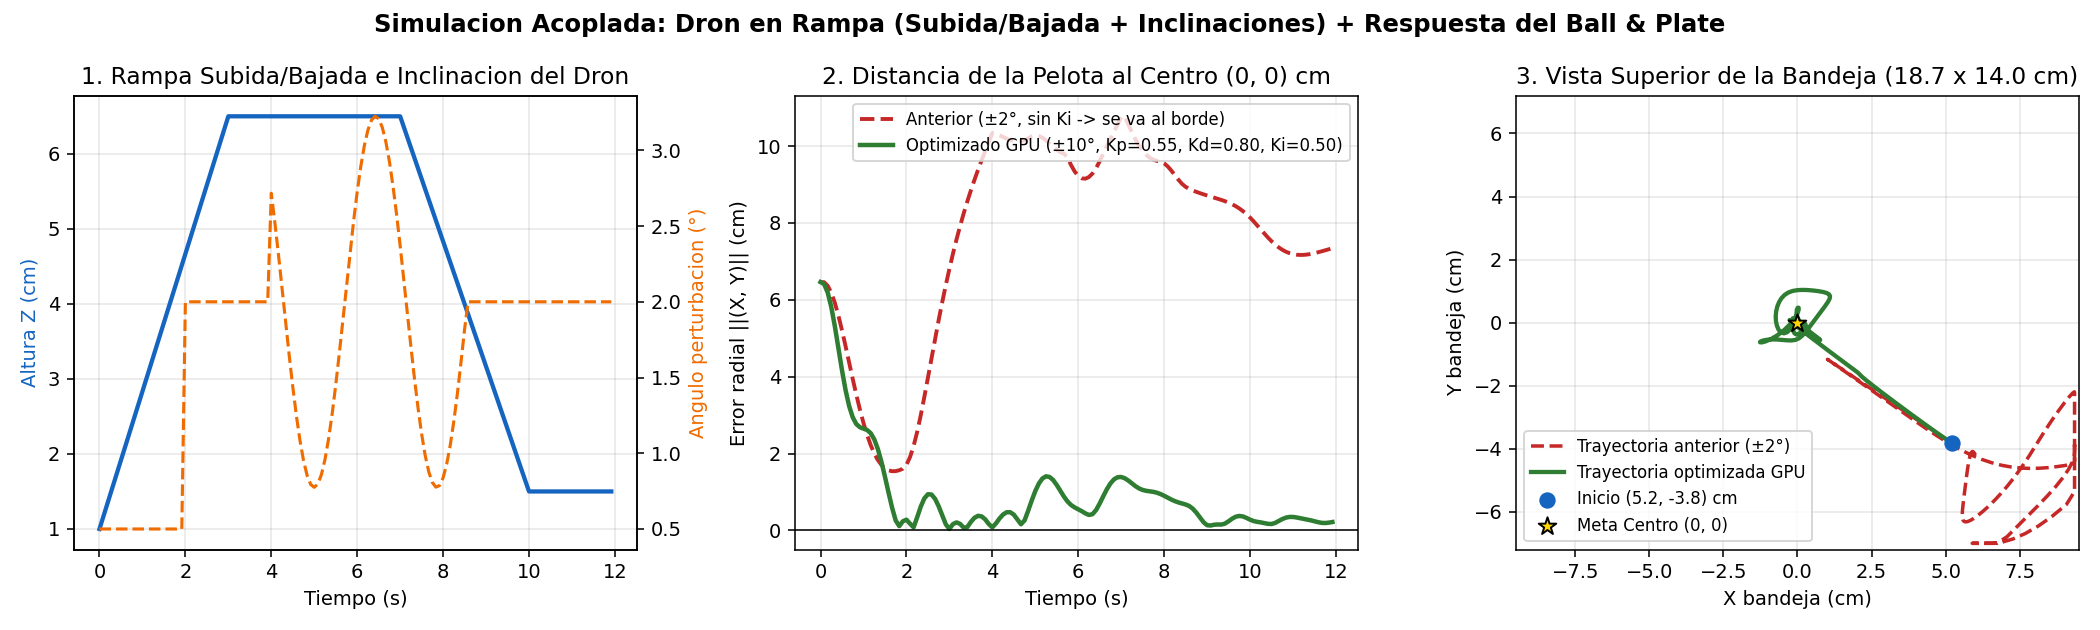 Simulacion Acoplada: Dron en Rampa (Subida/Bajada + Inclinaciones) + Respuesta del Ball & Plate
1. Rampa Subida/Bajada e Inclinacion del Dron
Altura Z (cm)
6
5
4
3
2
1
3.0
2.5
2.0
1.5
1.0
0.5
Angulo perturbacion (°)
0 2 4 6 8 10 12
Tiempo (s)
2. Distancia de la Pelota al Centro (0, 0) cm
Anterior (±2°, sin Ki -> se va al borde)
Optimizado GPU (±10°, Kp=0.55, Kd=0.80, Ki=0.50)
Error radial ||(X, Y)|| (cm)
10
8
6
4
2
0
0 2 4 6 8 10 12
Tiempo (s)
3. Vista Superior de la Bandeja (18.7 x 14.0 cm)
Y bandeja (cm)
6
4
2
0
−2
−4
−6
Trayectoria anterior (±2°)
Trayectoria optimizada GPU
Inicio (5.2, -3.8) cm
Meta Centro (0, 0)
−7.5 −5.0 −2.5 0.0 2.5 5.0 7.5
X bandeja (cm)